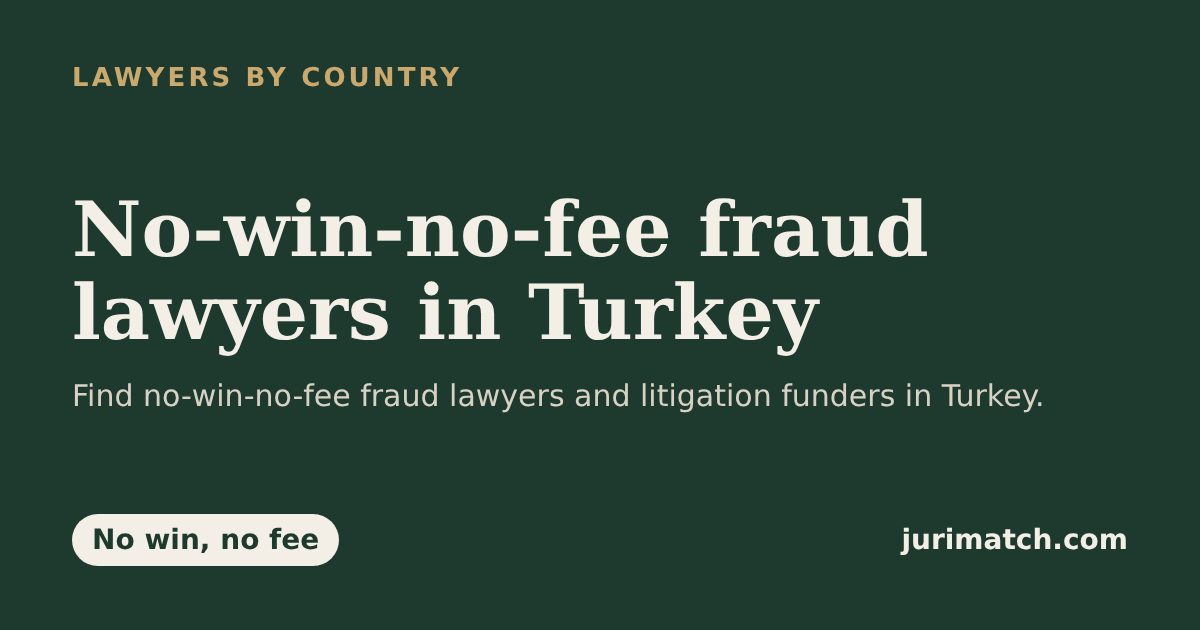 LAWYERS BY COUNTRY
No-win-no-fee fraud
lawyers in Turkey
Find no-win-no-fee fraud lawyers and litigation funders in Turkey.
No win, no fee
jurimatch.com